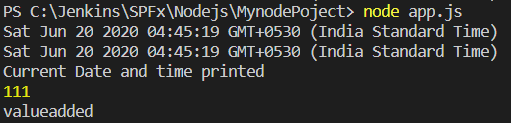 PS C:\Jenkins\SPFx\Nodejs\MynodePoject> node app.js
Sat Jun 20 2020 04:45:19 GMT+0530 (India Standard Time)
Sat Jun 20 2020 04:45:19 GMT+0530 (India Standard Time)
Current Date and time printed
111
valueadded